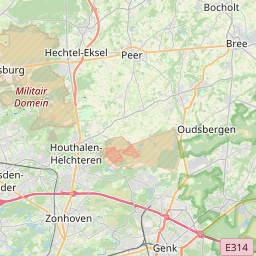 Bocholt
Hechtel-Eksel
Peer
Bree
sburg
Militair
Domein
Oudsbergen
Houthalen-
Helchteren
sden-
der
Zonhoven
Genk
E314